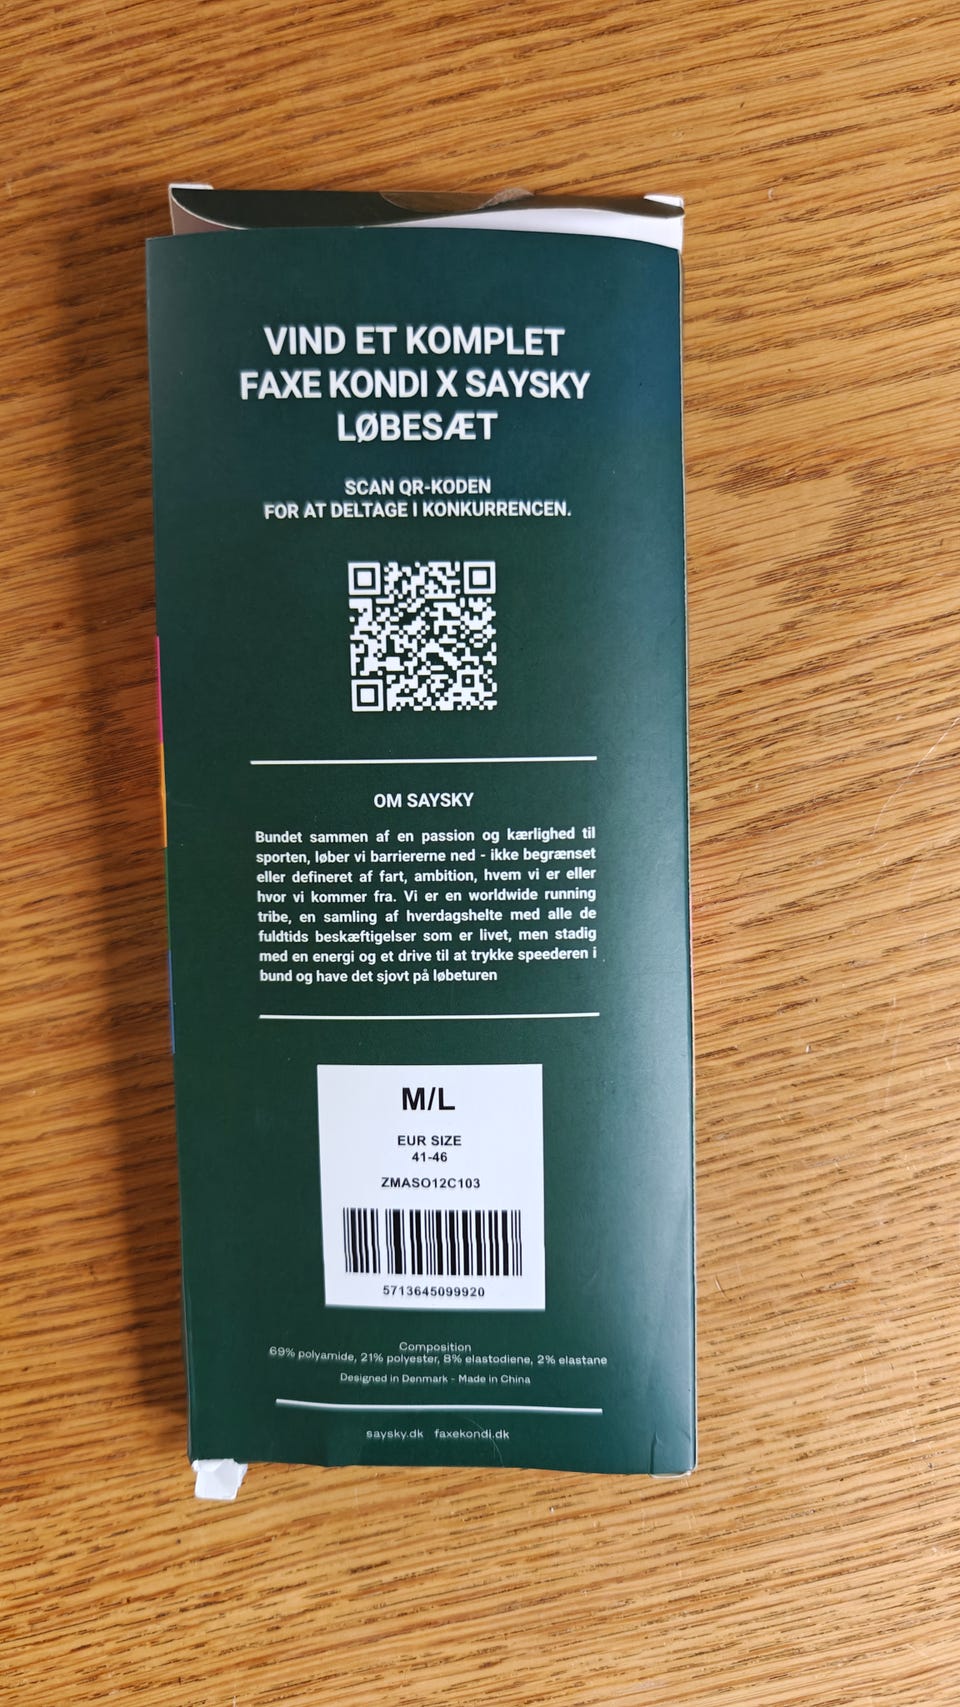 VIND ET KOMPLET
FAXE KONDI X SAYSKY
LØBESÆT
SCAN QR-KODEN
FOR AT DELTAGE I KONKURRENCEN.
OM SAYSKY
Bundet sammen af en passion og kærlighed til
sporten, løber vi barriererne ned - ikke begrænset
eller defineret af fart, ambition, hvem vi er eller
hvor vi kommer fra. Vi er en worldwide running
tribe, en samling af hverdagshelte med alle de
fuldtids beskæftigelser som er livet, men stadig
med en energi og et drive til at trykke speederen i
bund og have det sjovt på løbeturen
M/L
EUR SIZE
41-46
ZMASO12C103
5713645099920
Composition
69% polyamide, 21% polyester, 8% elastodiene, 2% elastane
Designed in Denmark - Made in China
saysky.dk faxekondi.dk